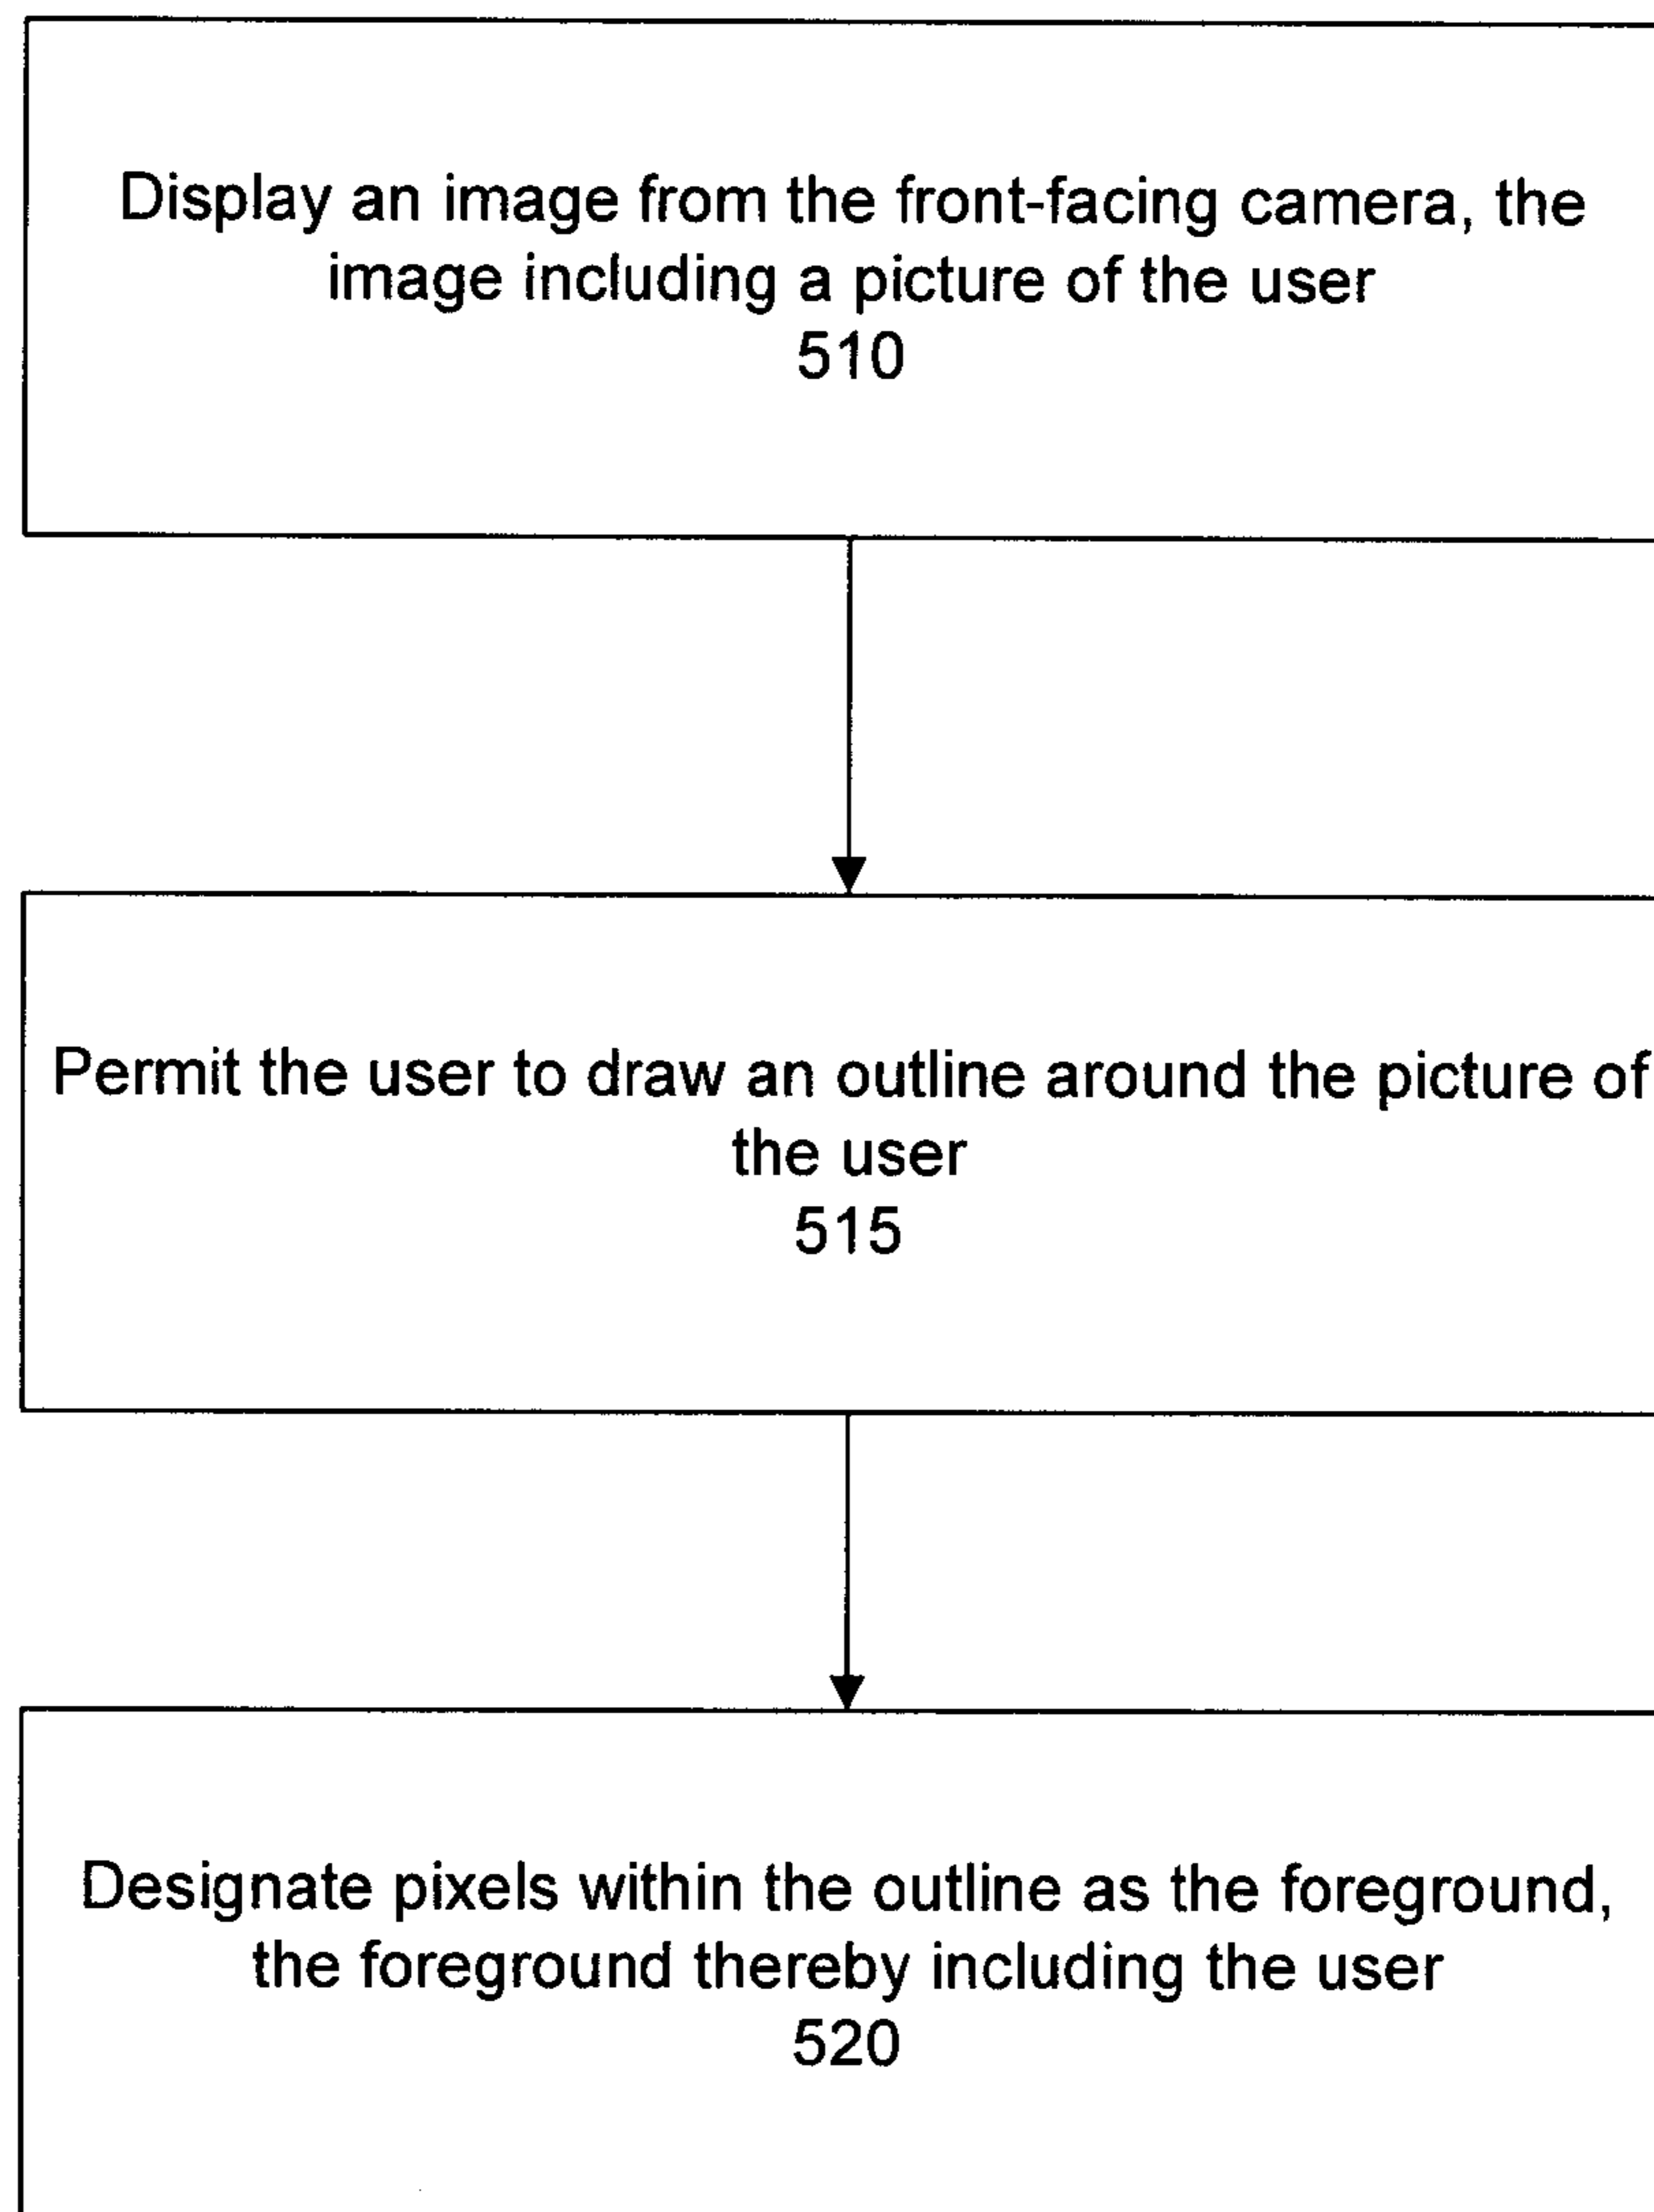 Display an image from the front-facing camera, the
image including a picture of the user
510
Permit the user to draw an outline around the picture of
the user
515
Designate pixels within the outline as the foreground,
the foreground thereby including the user
520